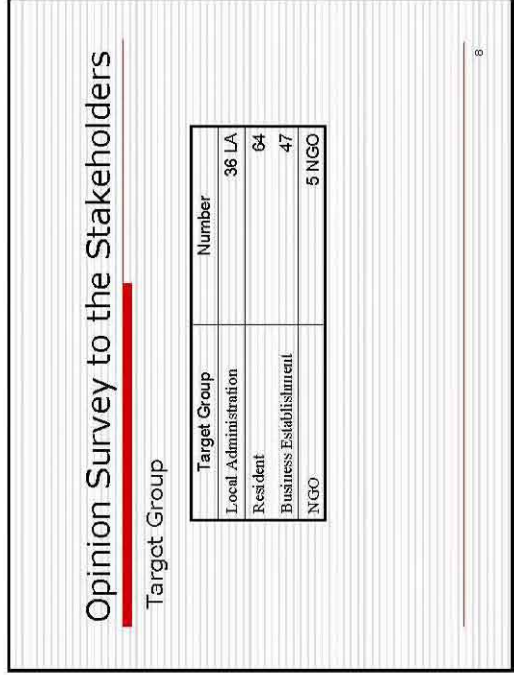 Opinion Survey to the Stakeholders
Target Group
Target Group Number
Local Administration 36 LA
Resident 64
Business Establishment 47
NGO 5 NGO
8